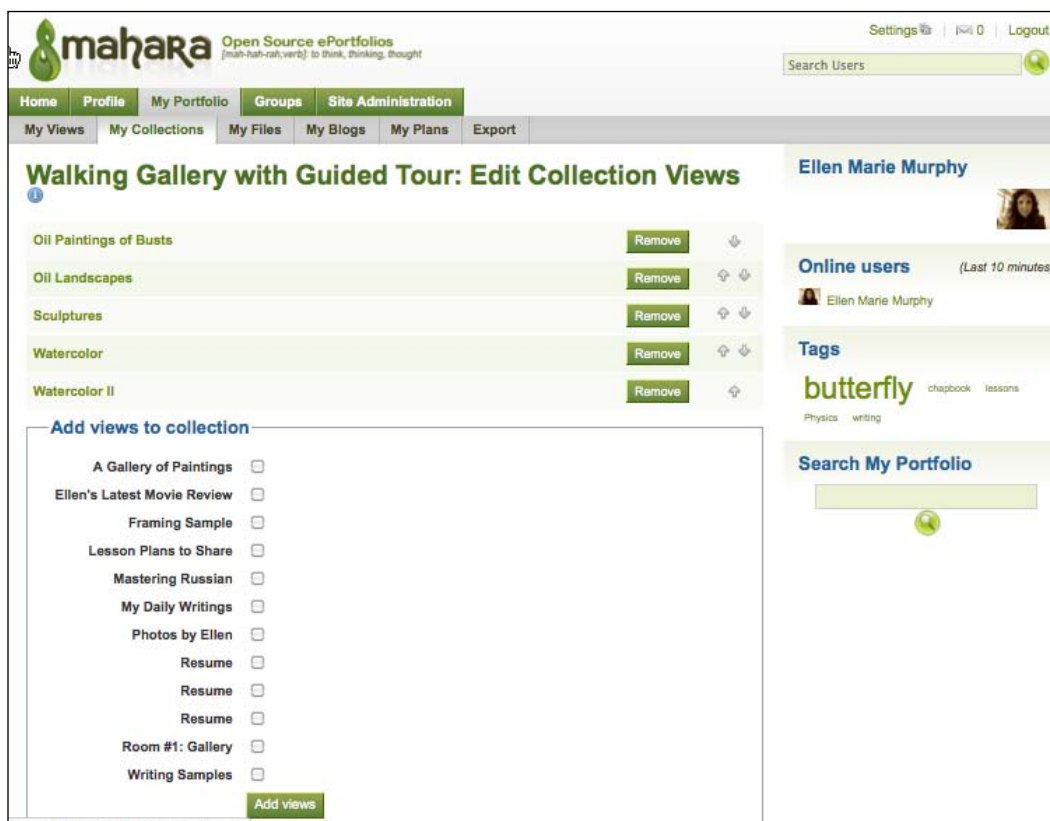 mahara Open Source ePortfolios
[mah-hah-rah;verb]: to think, thinking, thought
Settings | 0 | Logout
Search Users
Home Profile My Portfolio Groups Site Administration
My Views My Collections My Files My Blogs My Plans Export
Walking Gallery with Guided Tour: Edit Collection Views
Oil Paintings of Busts Remove
Oil Landscapes Remove
Sculptures Remove
Watercolor Remove
Watercolor II Remove
Add views to collection
A Gallery of Paintings
Ellen's Latest Movie Review
Framing Sample
Lesson Plans to Share
Mastering Russian
My Daily Writings
Photos by Ellen
Resume
Resume
Resume
Room #1: Gallery
Writing Samples
Add views
Ellen Marie Murphy
Online users (Last 10 minutes
Ellen Marie Murphy
Tags
butterfly chapbook lessons
Physics writing
Search My Portfolio